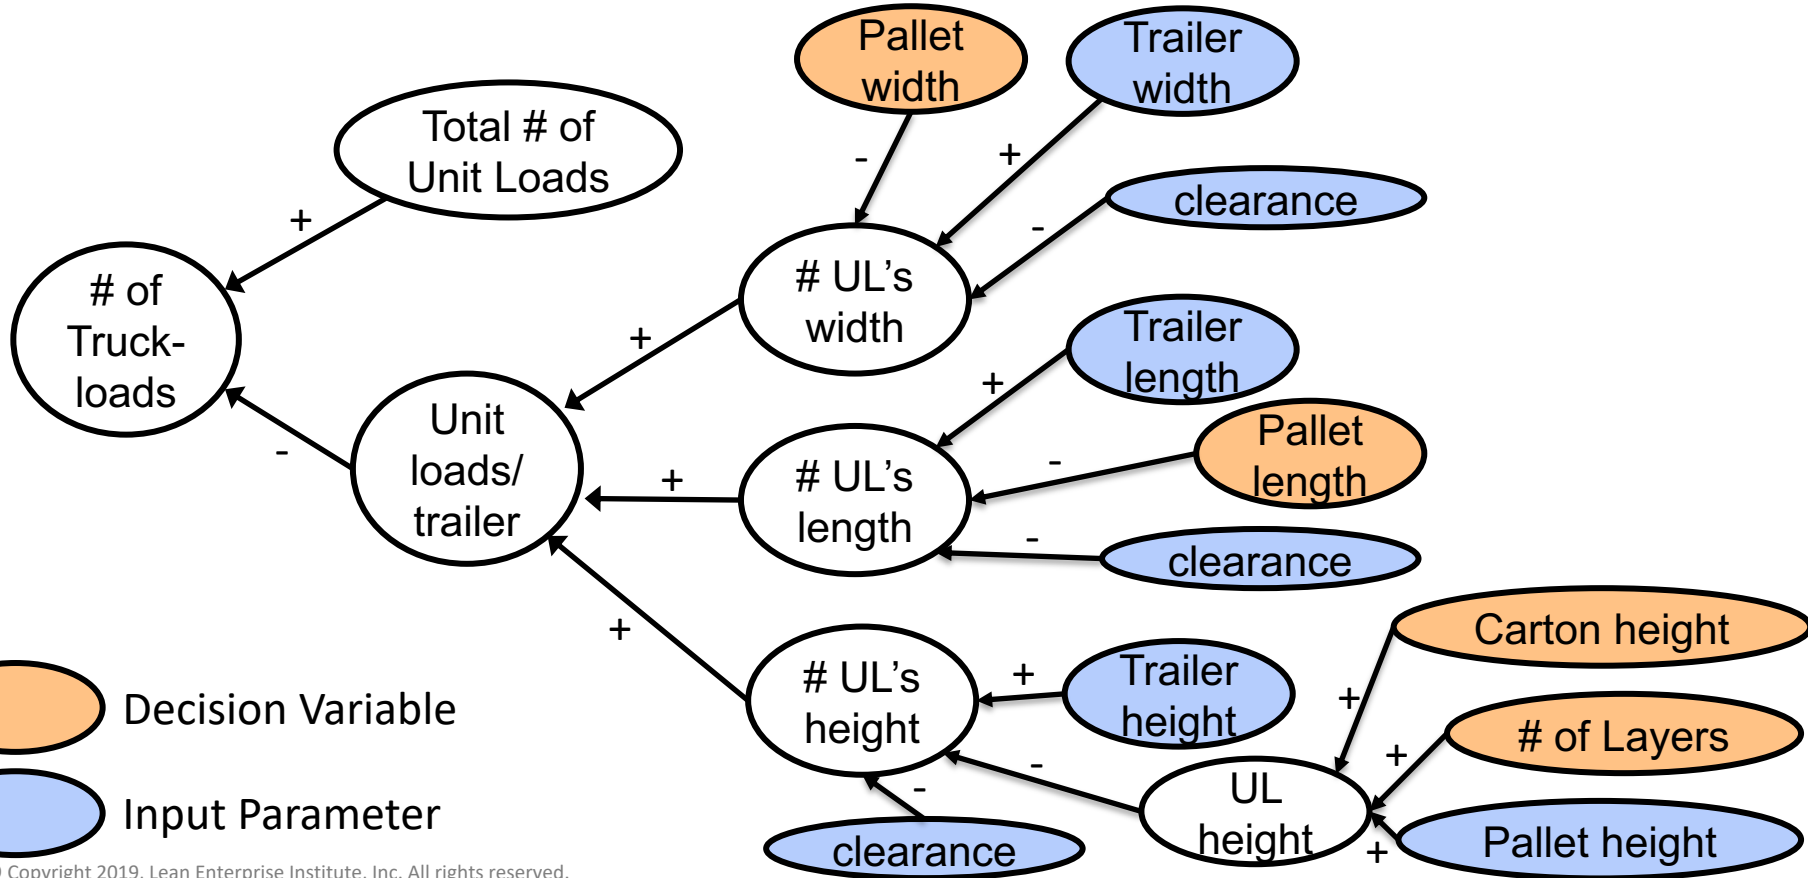 Pallet
width
Trailer
width
Total # of
Unit Loads
-
+
clearance
+
-
# of
Truck-
loads
# UL's
width
+
Trailer
length
+
Unit
loads/
trailer
-
+
# UL's
length
-
Pallet
length
-
clearance
+
# UL's
height
+
Trailer
height
Carton height
+
# of Layers
+
-
UL
height
-
clearance
+
Pallet height
Decision Variable
Input Parameter
Copyright 2019, Lean Enterprise Institute, Inc. All rights reserved.